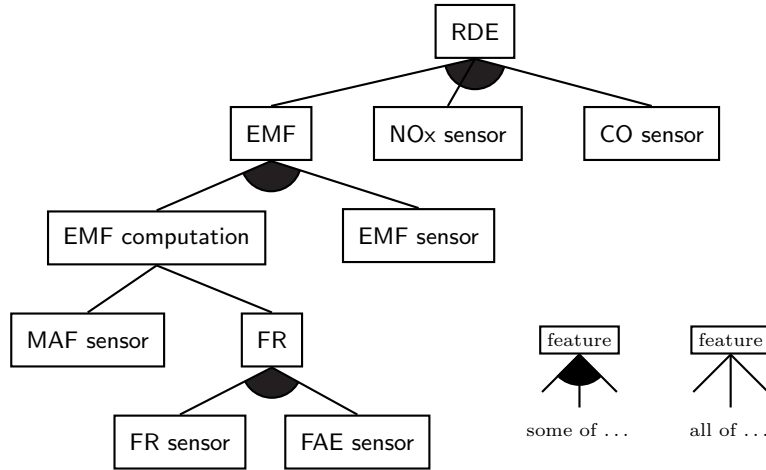 RDE
EMF
NOx sensor
CO sensor
EMF computation
EMF sensor
MAF sensor
FR
FR sensor
FAE sensor
feature
some of ...
feature
all of ...